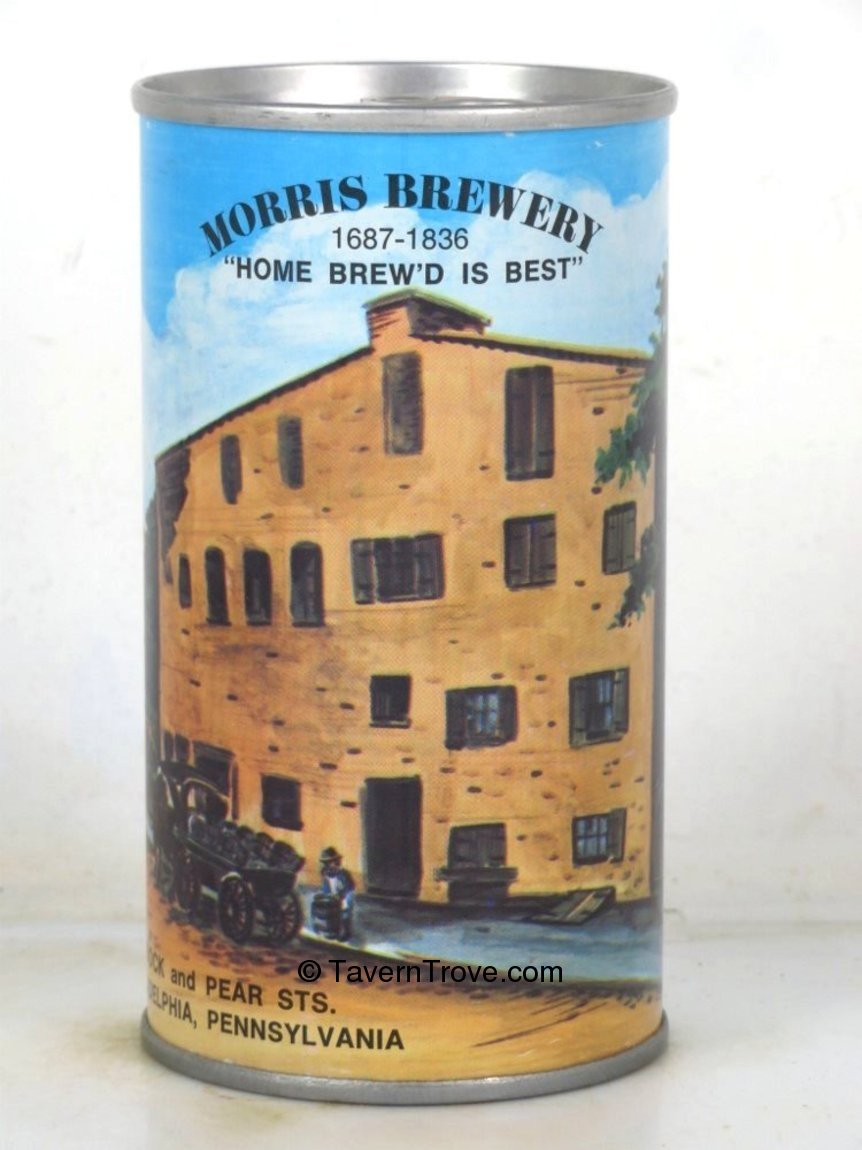 MORRIS BREWERY
1687-1836
"HOME BREW'D IS BEST"
© TavernTrove.com
and PEAR STS.
PENNSYLVANIA